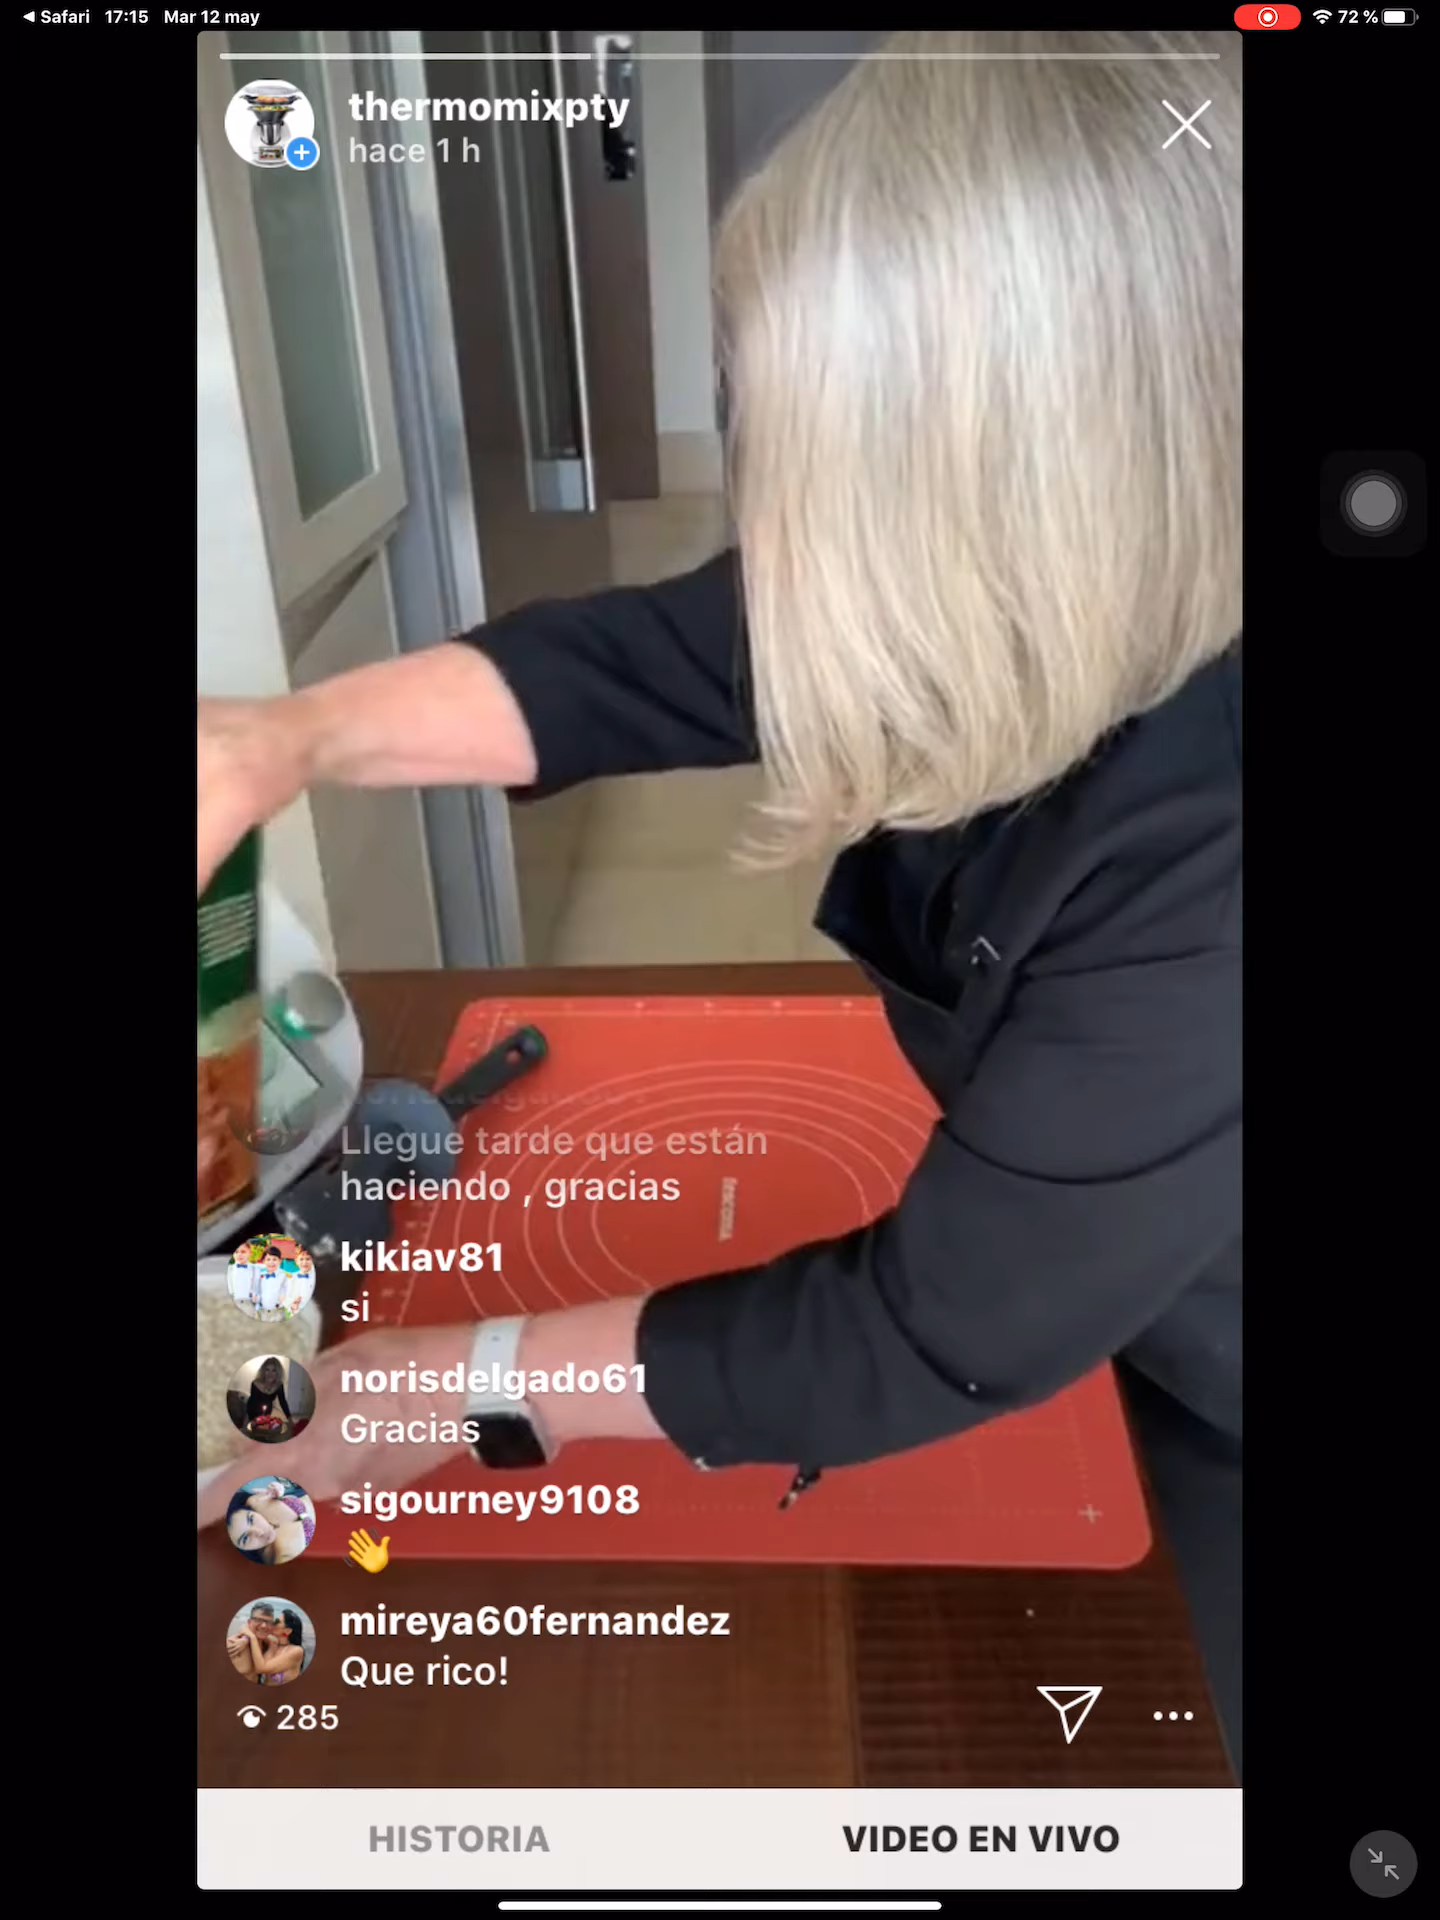 Safari 17:15 Mar 12 may 72 %
thermomixpty
hace 1 h
Llegue tarde que están
haciendo , gracias
kikiav81
si
norisdelgado61
Gracias
sigourney9108
👋
mireya60fernandez
Que rico!
285
HISTORIA
VIDEO EN VIVO